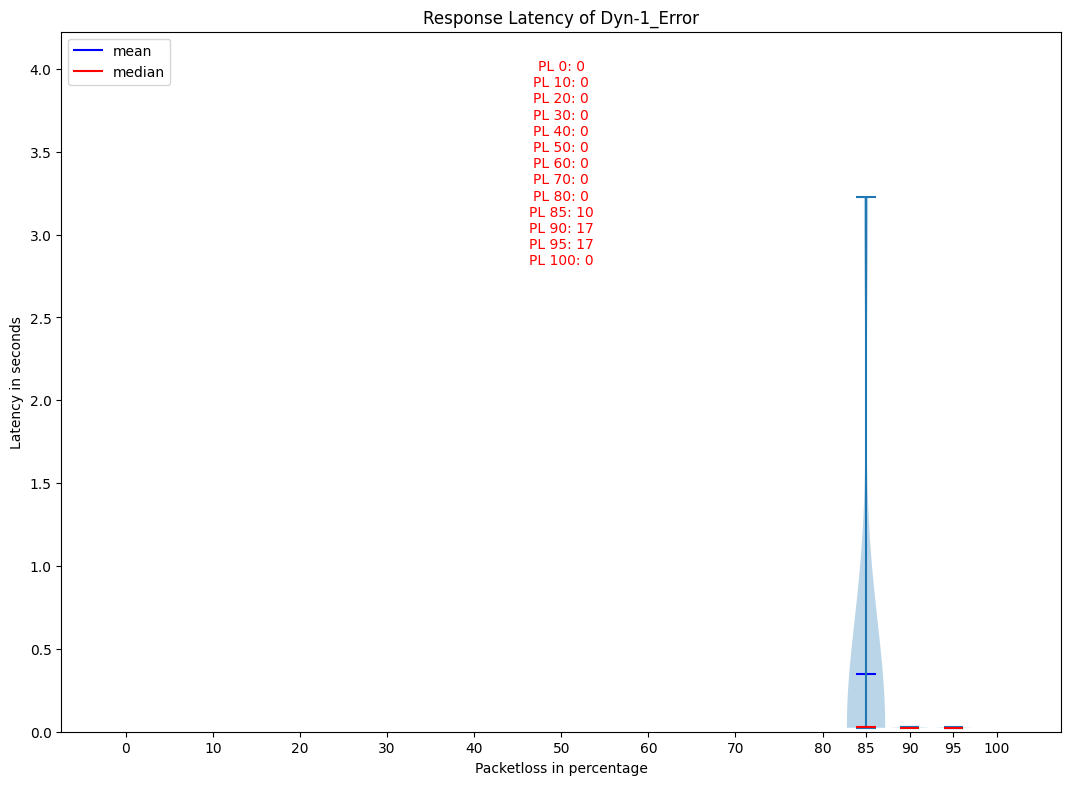 Response Latency of Dyn-1_Error
mean
median
PL 0: 0
PL 10: 0
PL 20: 0
PL 30: 0
PL 40: 0
PL 50: 0
PL 60: 0
PL 70: 0
PL 80: 0
PL 85: 10
PL 90: 17
PL 95: 17
PL 100: 0
Latency in seconds
4.0
3.5
3.0
2.5
2.0
1.5
1.0
0.5
0.0
0 10 20 30 40 50 60 70 80 85 90 95 100
Packetloss in percentage